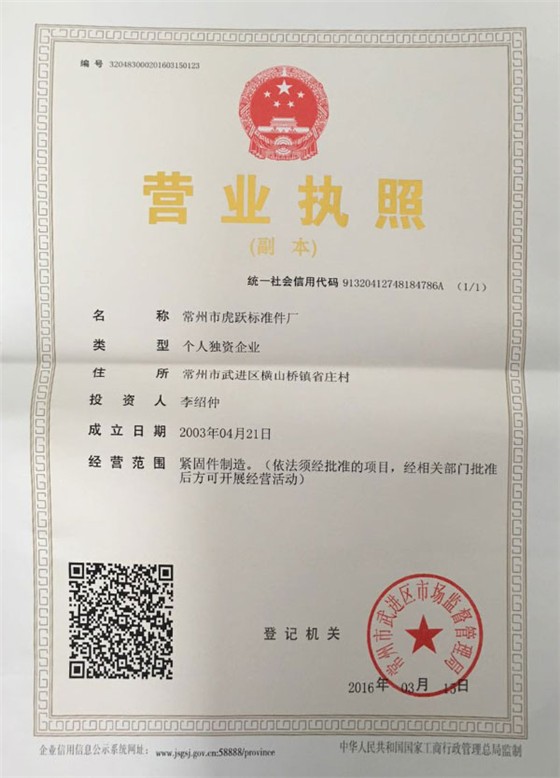 编 号 320483000201603150123
营业执照
(副 本)
统一社会信用代码 91320412748184786A (1/1)
名 称 常州市虎跃标准件厂
类 型 个人独资企业
住 所 常州市武进区横山桥镇省庄村
投 资 人 李绍仲
成 立 日 期 2003年04月21日
经 营 范 围 紧固件制造。（依法须经批准的项目，经相关部门批准
后方可开展经营活动）
常州市武进区市场监督管理局
登 记 机 关
2016年 03月 15日
企业信用信息公示系统网址: www.jsgsj.gov.cn:58888/province
中华人民共和国国家工商行政管理总局监制